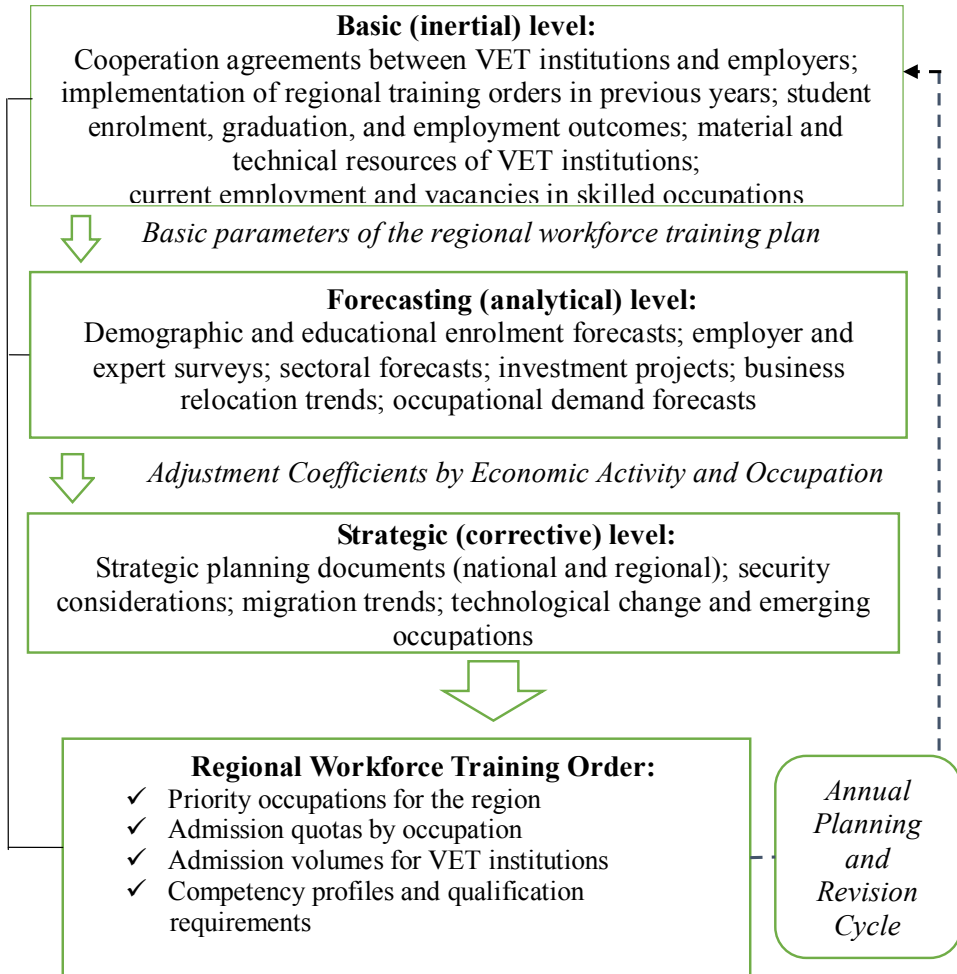 Basic (inertial) level:
Cooperation agreements between VET institutions and employers;
implementation of regional training orders in previous years; student
enrolment, graduation, and employment outcomes; material and
technical resources of VET institutions;
current employment and vacancies in skilled occupations
Basic parameters of the regional workforce training plan
Forecasting (analytical) level:
Demographic and educational enrolment forecasts; employer and
expert surveys; sectoral forecasts; investment projects; business
relocation trends; occupational demand forecasts
Adjustment Coefficients by Economic Activity and Occupation
Strategic (corrective) level:
Strategic planning documents (national and regional); security
considerations; migration trends; technological change and emerging
occupations
Regional Workforce Training Order:
✓ Priority occupations for the region
✓ Admission quotas by occupation
✓ Admission volumes for VET institutions
✓ Competency profiles and qualification
requirements
Annual
Planning
and
Revision
Cycle